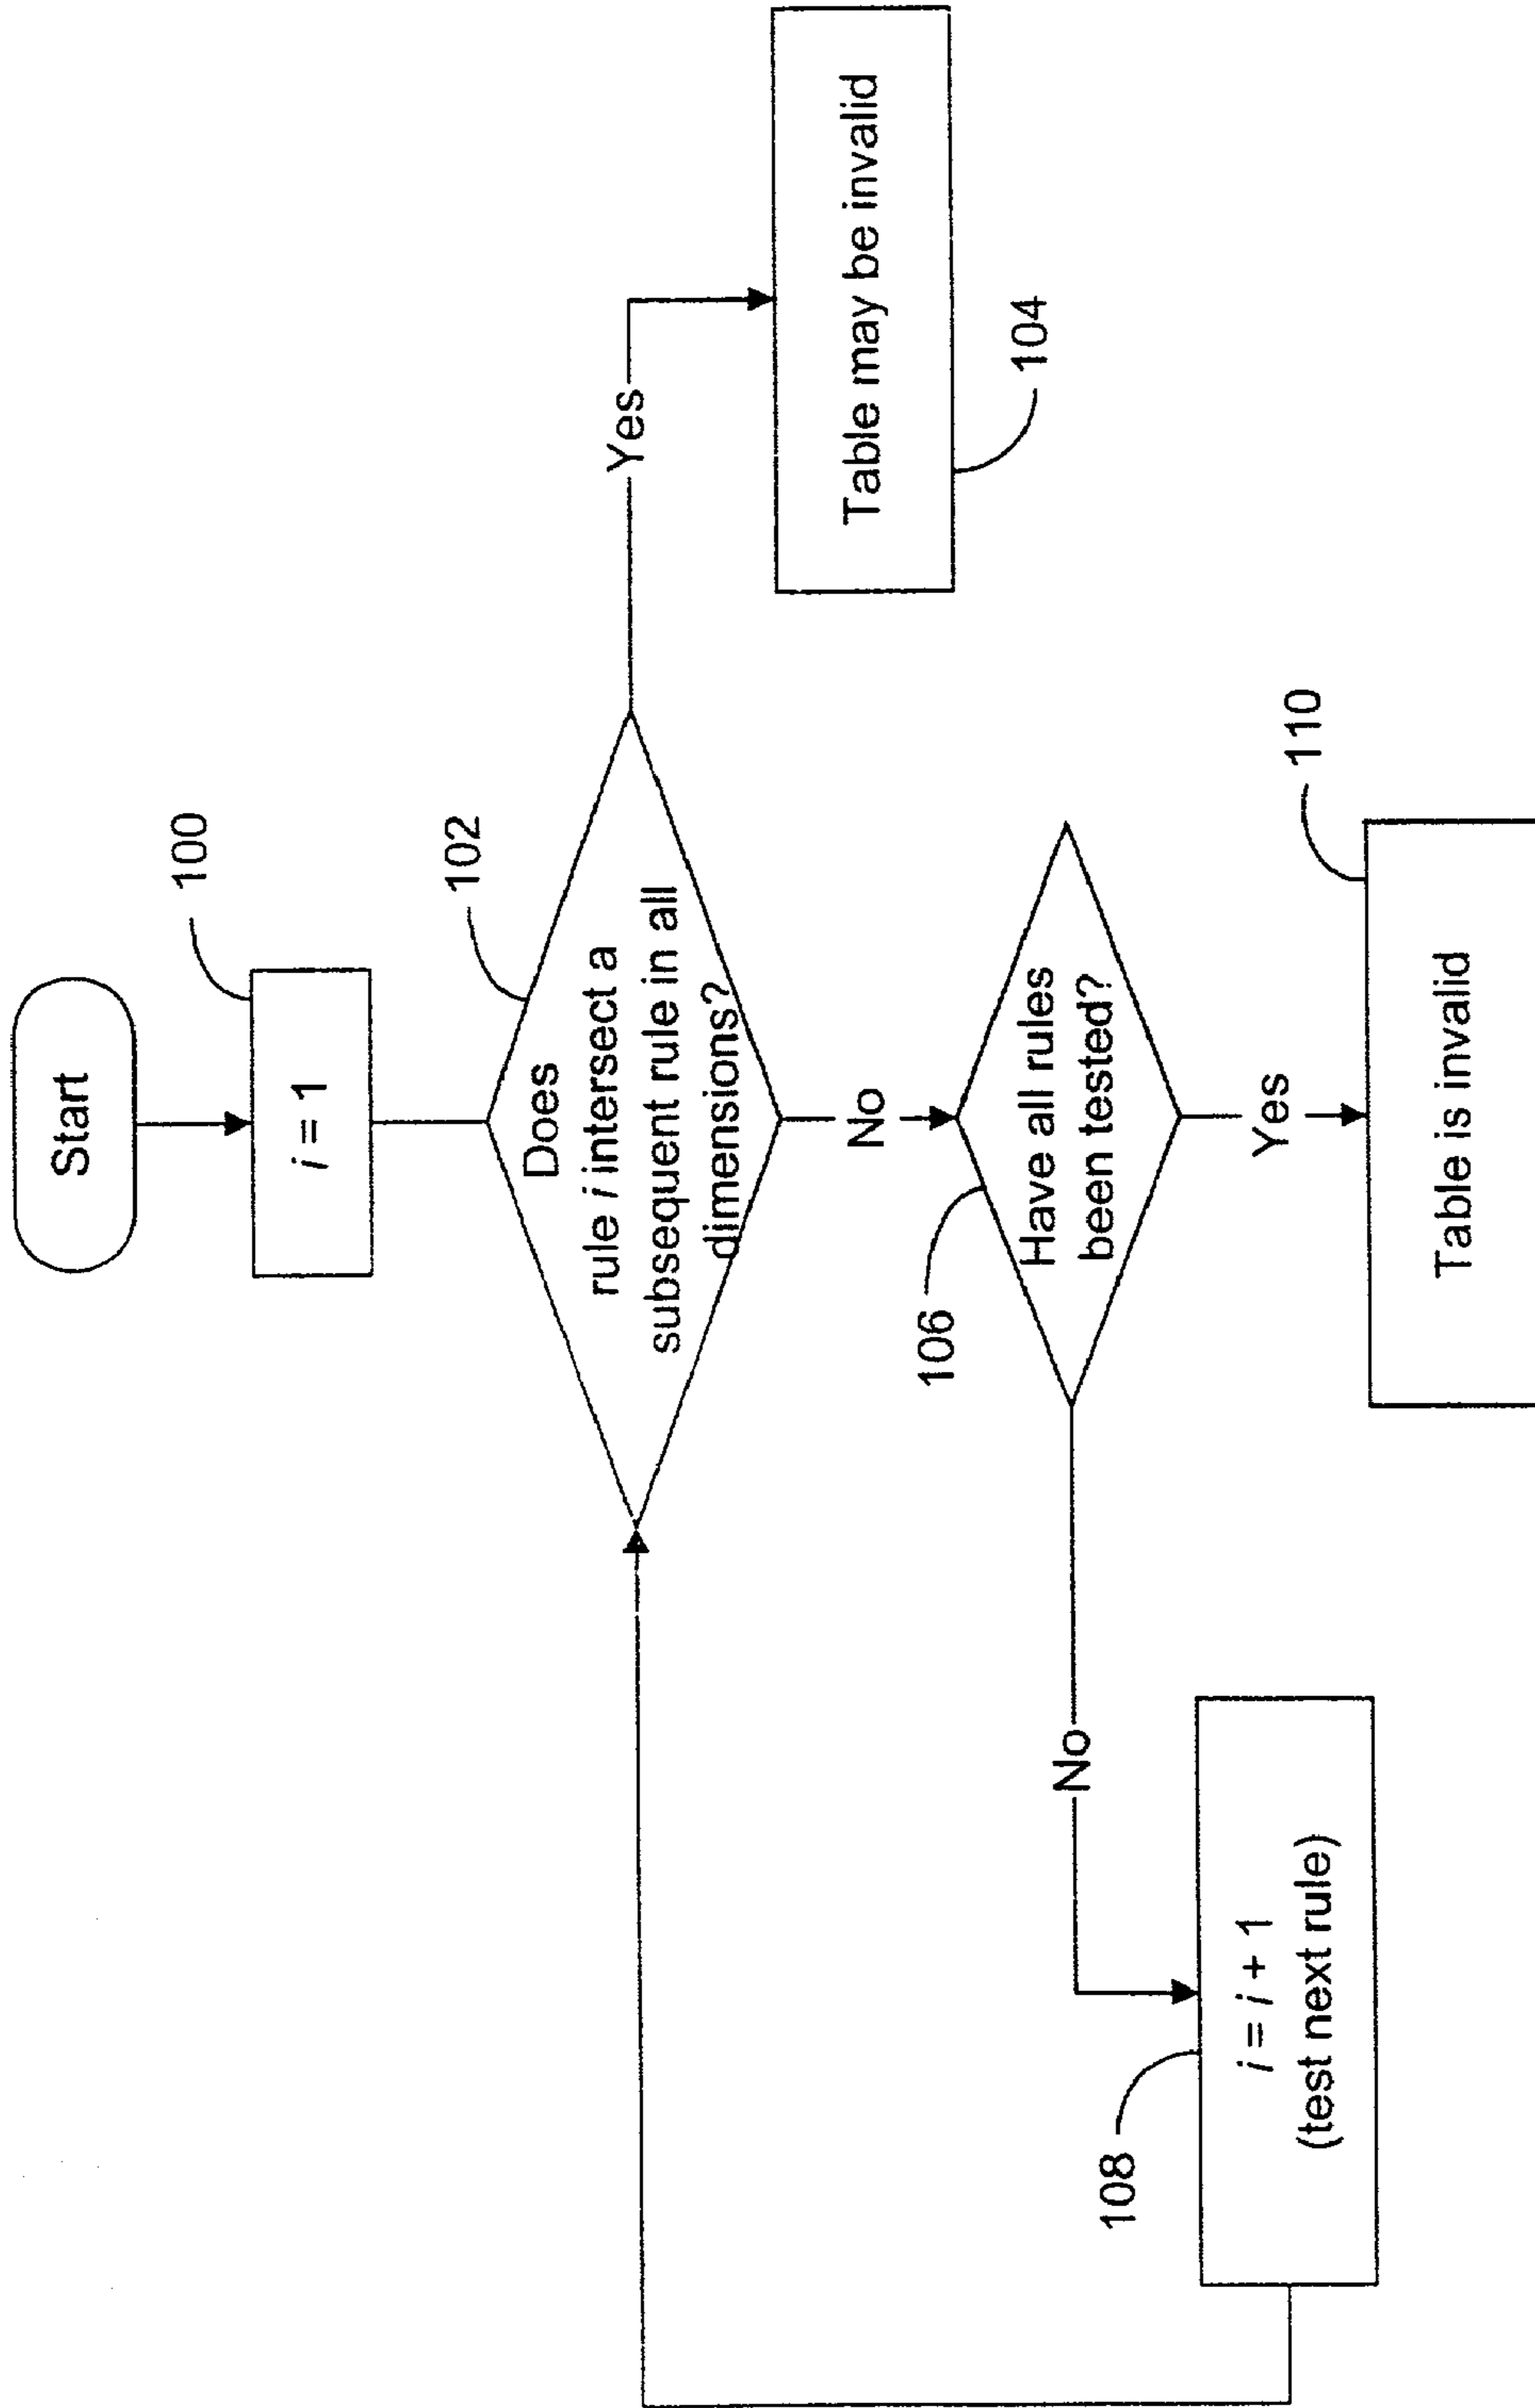 Start
100
i = 1
102
Does
rule i intersect a
subsequent rule in all
dimensions?
Yes
Table may be invalid
104
No
106
Have all rules
been tested?
No
108
i = i + 1
(test next rule)
Yes
110
Table is invalid